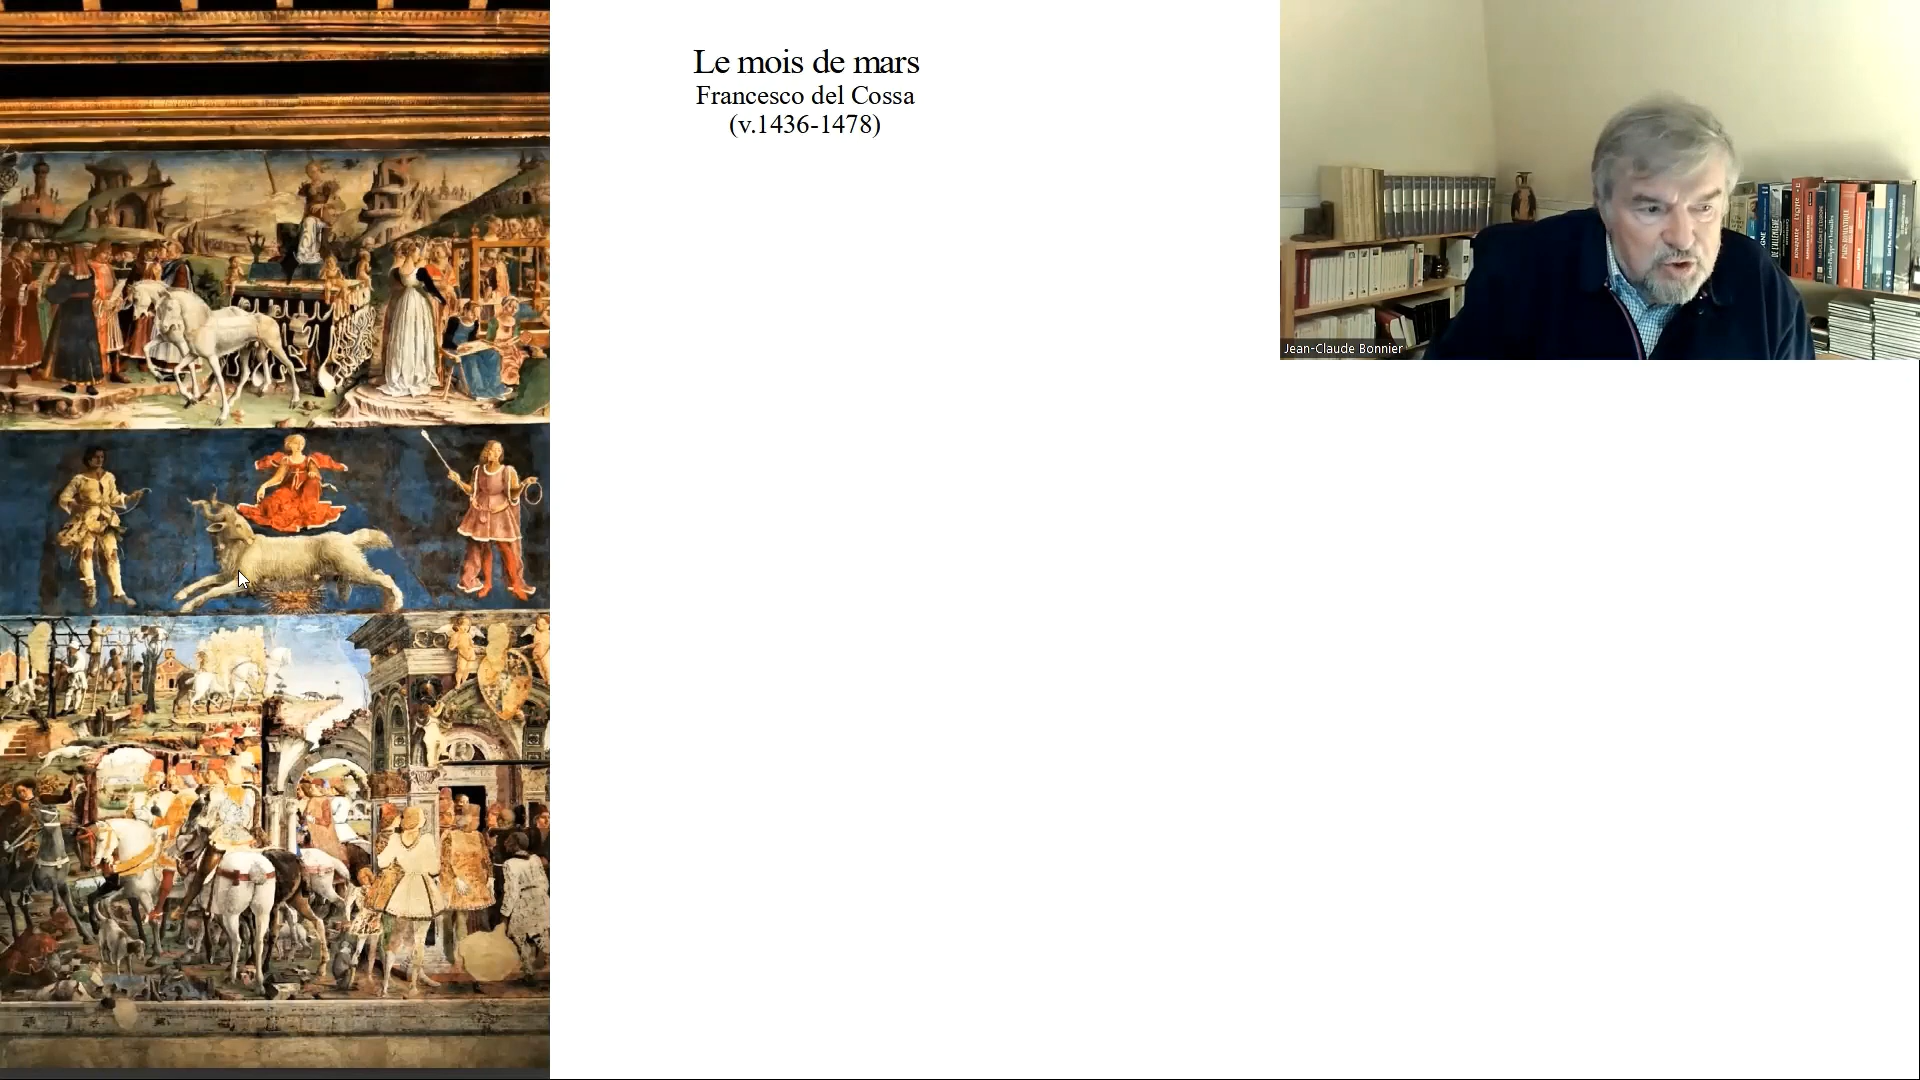 Le mois de mars
Francesco del Cossa
(v.1436-1478)
Jean-Claude Bonnier